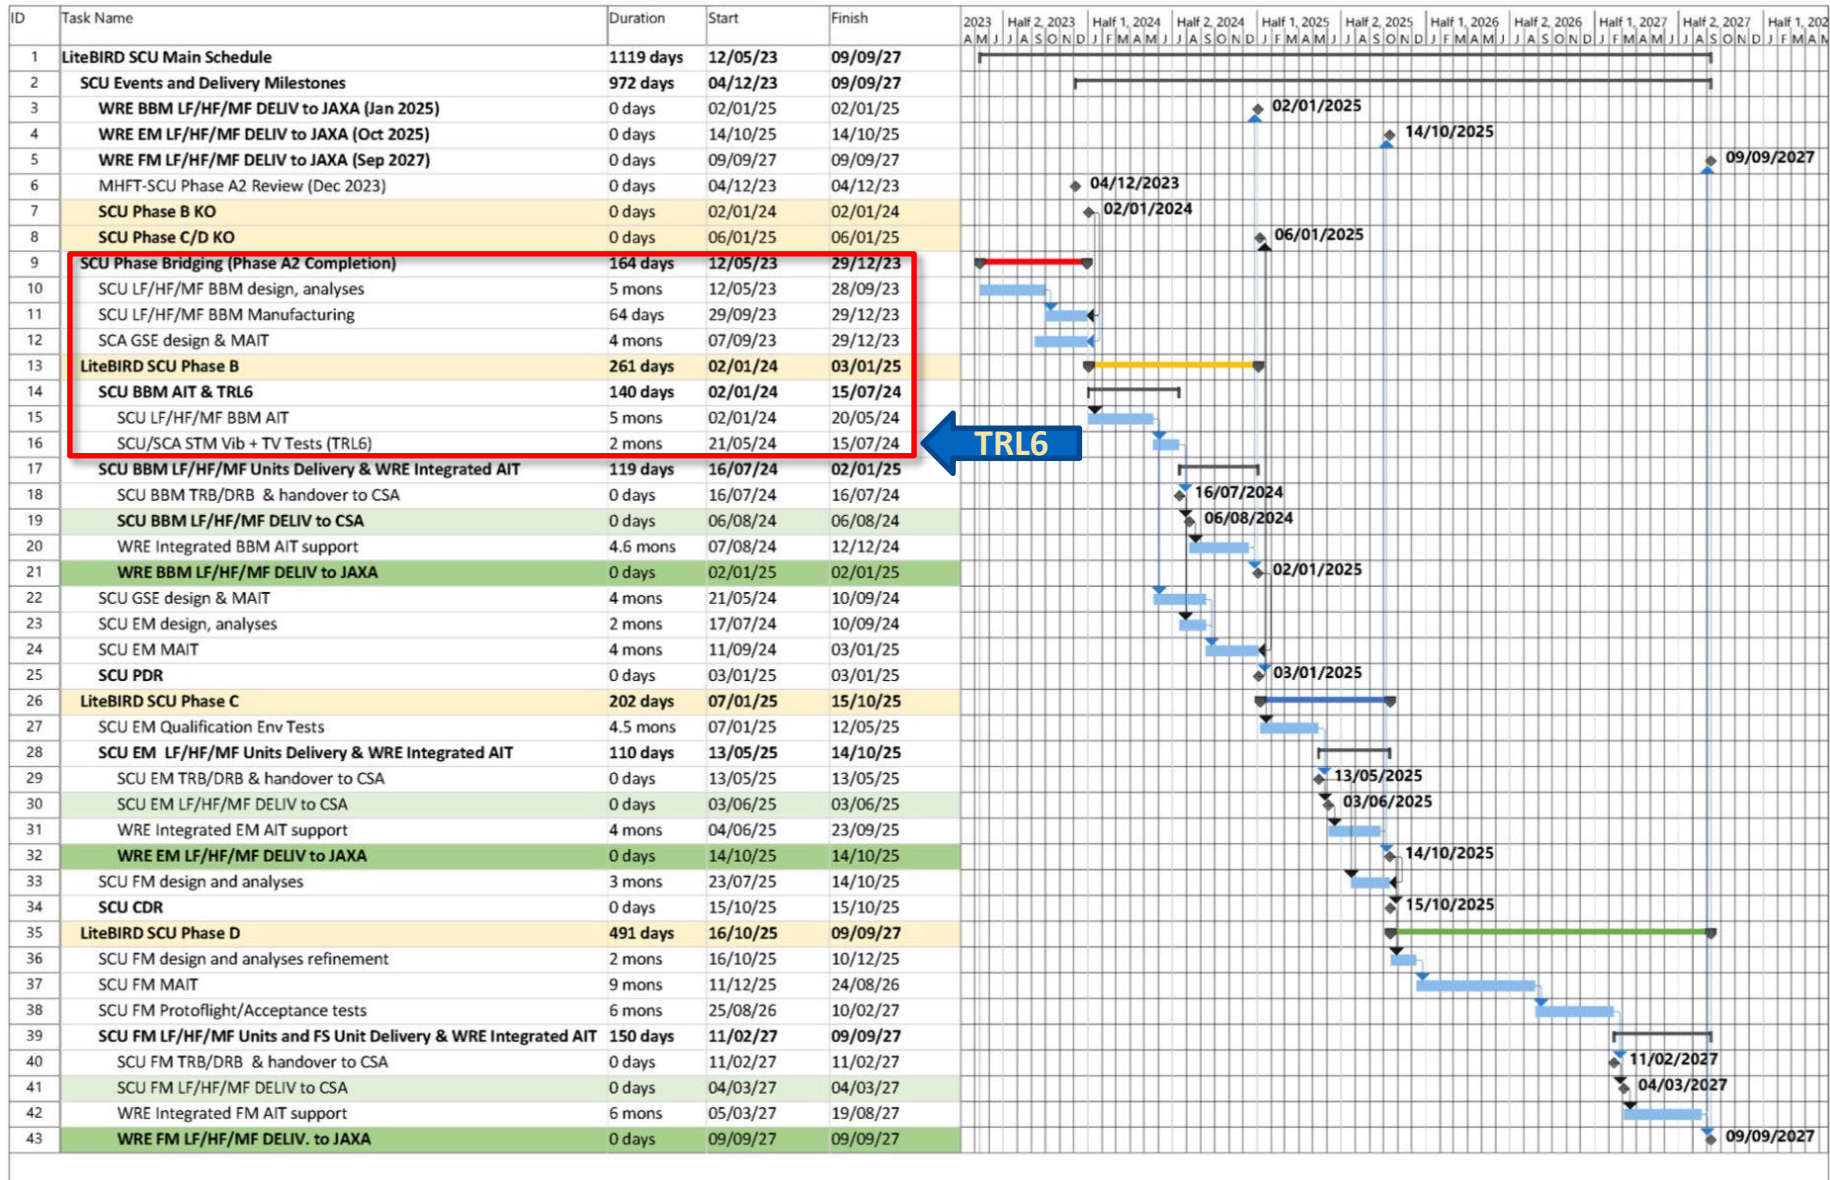 ID Task Name Duration Start Finish 2023 Half 2, 2023 Half 1, 2024 Half 2, 2024 Half 1, 2025 Half 2, 2025 Half 1, 2026 Half 2, 2026 Half 1, 2027 Half 2, 2027 Half 1, 202
A M J J A S O N D J F M A M J J A S O N D J F M A M J J A S O N D J F M A M J J A S O N D J F M A M J J A S O N D J F M A M
1 LiteBIRD SCU Main Schedule 1119 days 12/05/23 09/09/27
2 SCU Events and Delivery Milestones 972 days 04/12/23 09/09/27
3 WRE BBM LF/HF/MF DELIV to JAXA (Jan 2025) 0 days 02/01/25 02/01/25 02/01/2025
4 WRE EM LF/HF/MF DELIV to JAXA (Oct 2025) 0 days 14/10/25 14/10/25 14/10/2025
5 WRE FM LF/HF/MF DELIV to JAXA (Sep 2027) 0 days 09/09/27 09/09/27 09/09/2027
6 MHFT-SCU Phase A2 Review (Dec 2023) 0 days 04/12/23 04/12/23 04/12/2023
7 SCU Phase B KO 0 days 02/01/24 02/01/24 02/01/2024
8 SCU Phase C/D KO 0 days 06/01/25 06/01/25 06/01/2025
9 SCU Phase Bridging (Phase A2 Completion) 164 days 12/05/23 29/12/23
10 SCU LF/HF/MF BBM design, analyses 5 mons 12/05/23 28/09/23
11 SCU LF/HF/MF BBM Manufacturing 64 days 29/09/23 29/12/23
12 SCA GSE design & MAIT 4 mons 07/09/23 29/12/23
13 LiteBIRD SCU Phase B 261 days 02/01/24 03/01/25
14 SCU BBM AIT & TRL6 140 days 02/01/24 15/07/24
15 SCU LF/HF/MF BBM AIT 5 mons 02/01/24 20/05/24
16 SCU/SCA STM Vib + TV Tests (TRL6) 2 mons 21/05/24 15/07/24 TRL6
17 SCU BBM LF/HF/MF Units Delivery & WRE Integrated AIT 119 days 16/07/24 02/01/25
18 SCU BBM TRB/DRB & handover to CSA 0 days 16/07/24 16/07/24 16/07/2024
19 SCU BBM LF/HF/MF DELIV to CSA 0 days 06/08/24 06/08/24 06/08/2024
20 WRE Integrated BBM AIT support 4.6 mons 07/08/24 12/12/24
21 WRE BBM LF/HF/MF DELIV to JAXA 0 days 02/01/25 02/01/25 02/01/2025
22 SCU GSE design & MAIT 4 mons 21/05/24 10/09/24
23 SCU EM design, analyses 2 mons 17/07/24 10/09/24
24 SCU EM MAIT 4 mons 11/09/24 03/01/25
25 SCU PDR 0 days 03/01/25 03/01/25 03/01/2025
26 LiteBIRD SCU Phase C 202 days 07/01/25 15/10/25
27 SCU EM Qualification Env Tests 4.5 mons 07/01/25 12/05/25
28 SCU EM LF/HF/MF Units Delivery & WRE Integrated AIT 110 days 13/05/25 14/10/25
29 SCU EM TRB/DRB & handover to CSA 0 days 13/05/25 13/05/25 13/05/2025
30 SCU EM LF/HF/MF DELIV to CSA 0 days 03/06/25 03/06/25 03/06/2025
31 WRE Integrated EM AIT support 4 mons 04/06/25 23/09/25
32 WRE EM LF/HF/MF DELIV to JAXA 0 days 14/10/25 14/10/25 14/10/2025
33 SCU FM design and analyses 3 mons 23/07/25 14/10/25
34 SCU CDR 0 days 15/10/25 15/10/25 15/10/2025
35 LiteBIRD SCU Phase D 491 days 16/10/25 09/09/27
36 SCU FM design and analyses refinement 2 mons 16/10/25 10/12/25
37 SCU FM MAIT 9 mons 11/12/25 24/08/26
38 SCU FM Protoflight/Acceptance tests 6 mons 25/08/26 10/02/27
39 SCU FM LF/HF/MF Units and FS Unit Delivery & WRE Integrated AIT 150 days 11/02/27 09/09/27
40 SCU FM TRB/DRB & handover to CSA 0 days 11/02/27 11/02/27 11/02/2027
41 SCU FM LF/HF/MF DELIV to CSA 0 days 04/03/27 04/03/27 04/03/2027
42 WRE Integrated FM AIT support 6 mons 05/03/27 19/08/27
43 WRE FM LF/HF/MF DELIV. to JAXA 0 days 09/09/27 09/09/27 09/09/2027